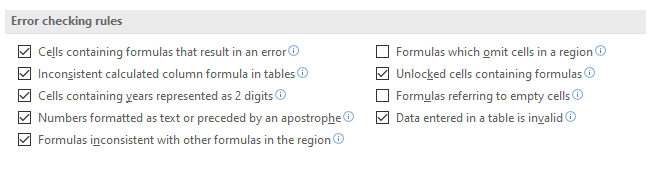 Error checking rules
Cells containing formulas that result in an error
Inconsistent calculated column formula in tables
Cells containing years represented as 2 digits
Numbers formatted as text or preceded by an apostrophe
Formulas inconsistent with other formulas in the region
Formulas which omit cells in a region
Unlocked cells containing formulas
Formulas referring to empty cells
Data entered in a table is invalid